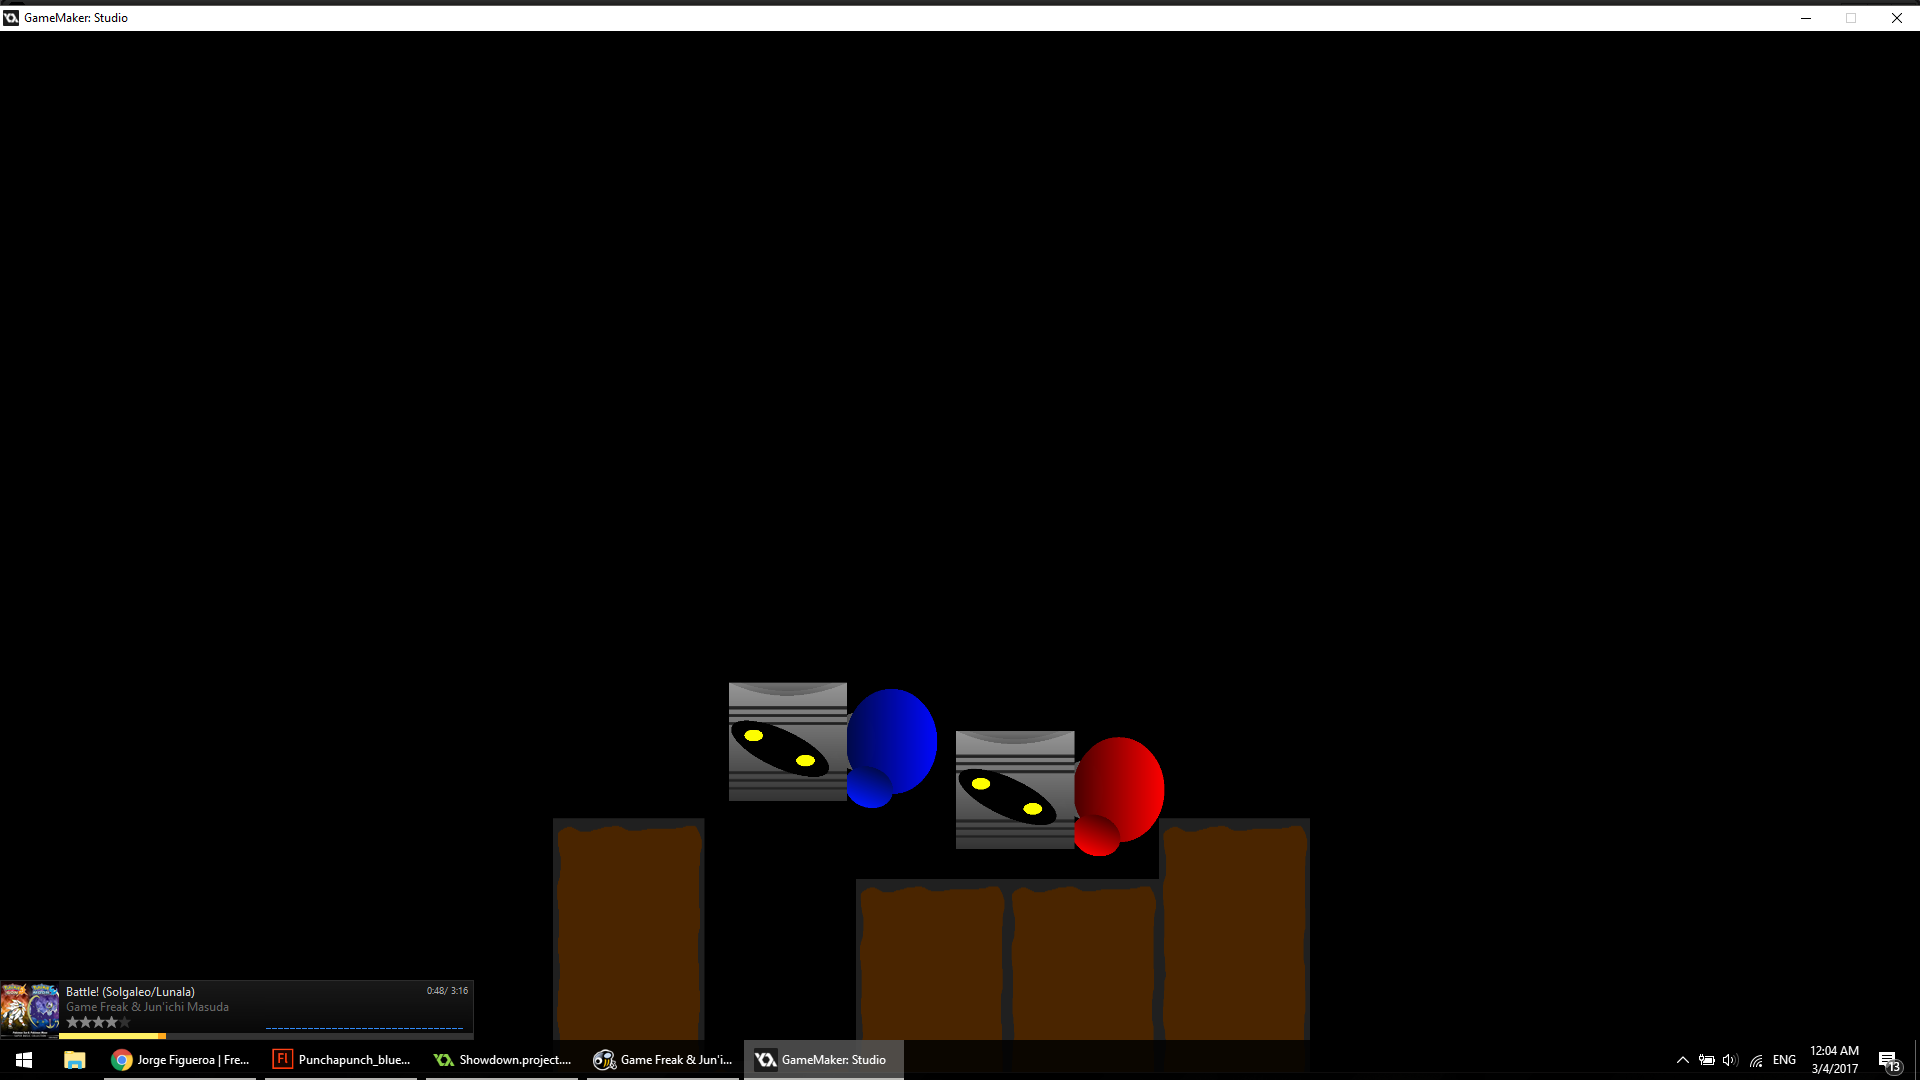 GameMaker: Studio
Battle! (Solgaleo/Lunala)
0:48/ 3:16
Game Freak & Jun'ichi Masuda
Jorge Figueroa | Fre...
Fl
Punchapunch_blue...
Showdown.project....
Game Freak & Jun'i...
GameMaker: Studio
ENG
12:04 AM
3/4/2017
13